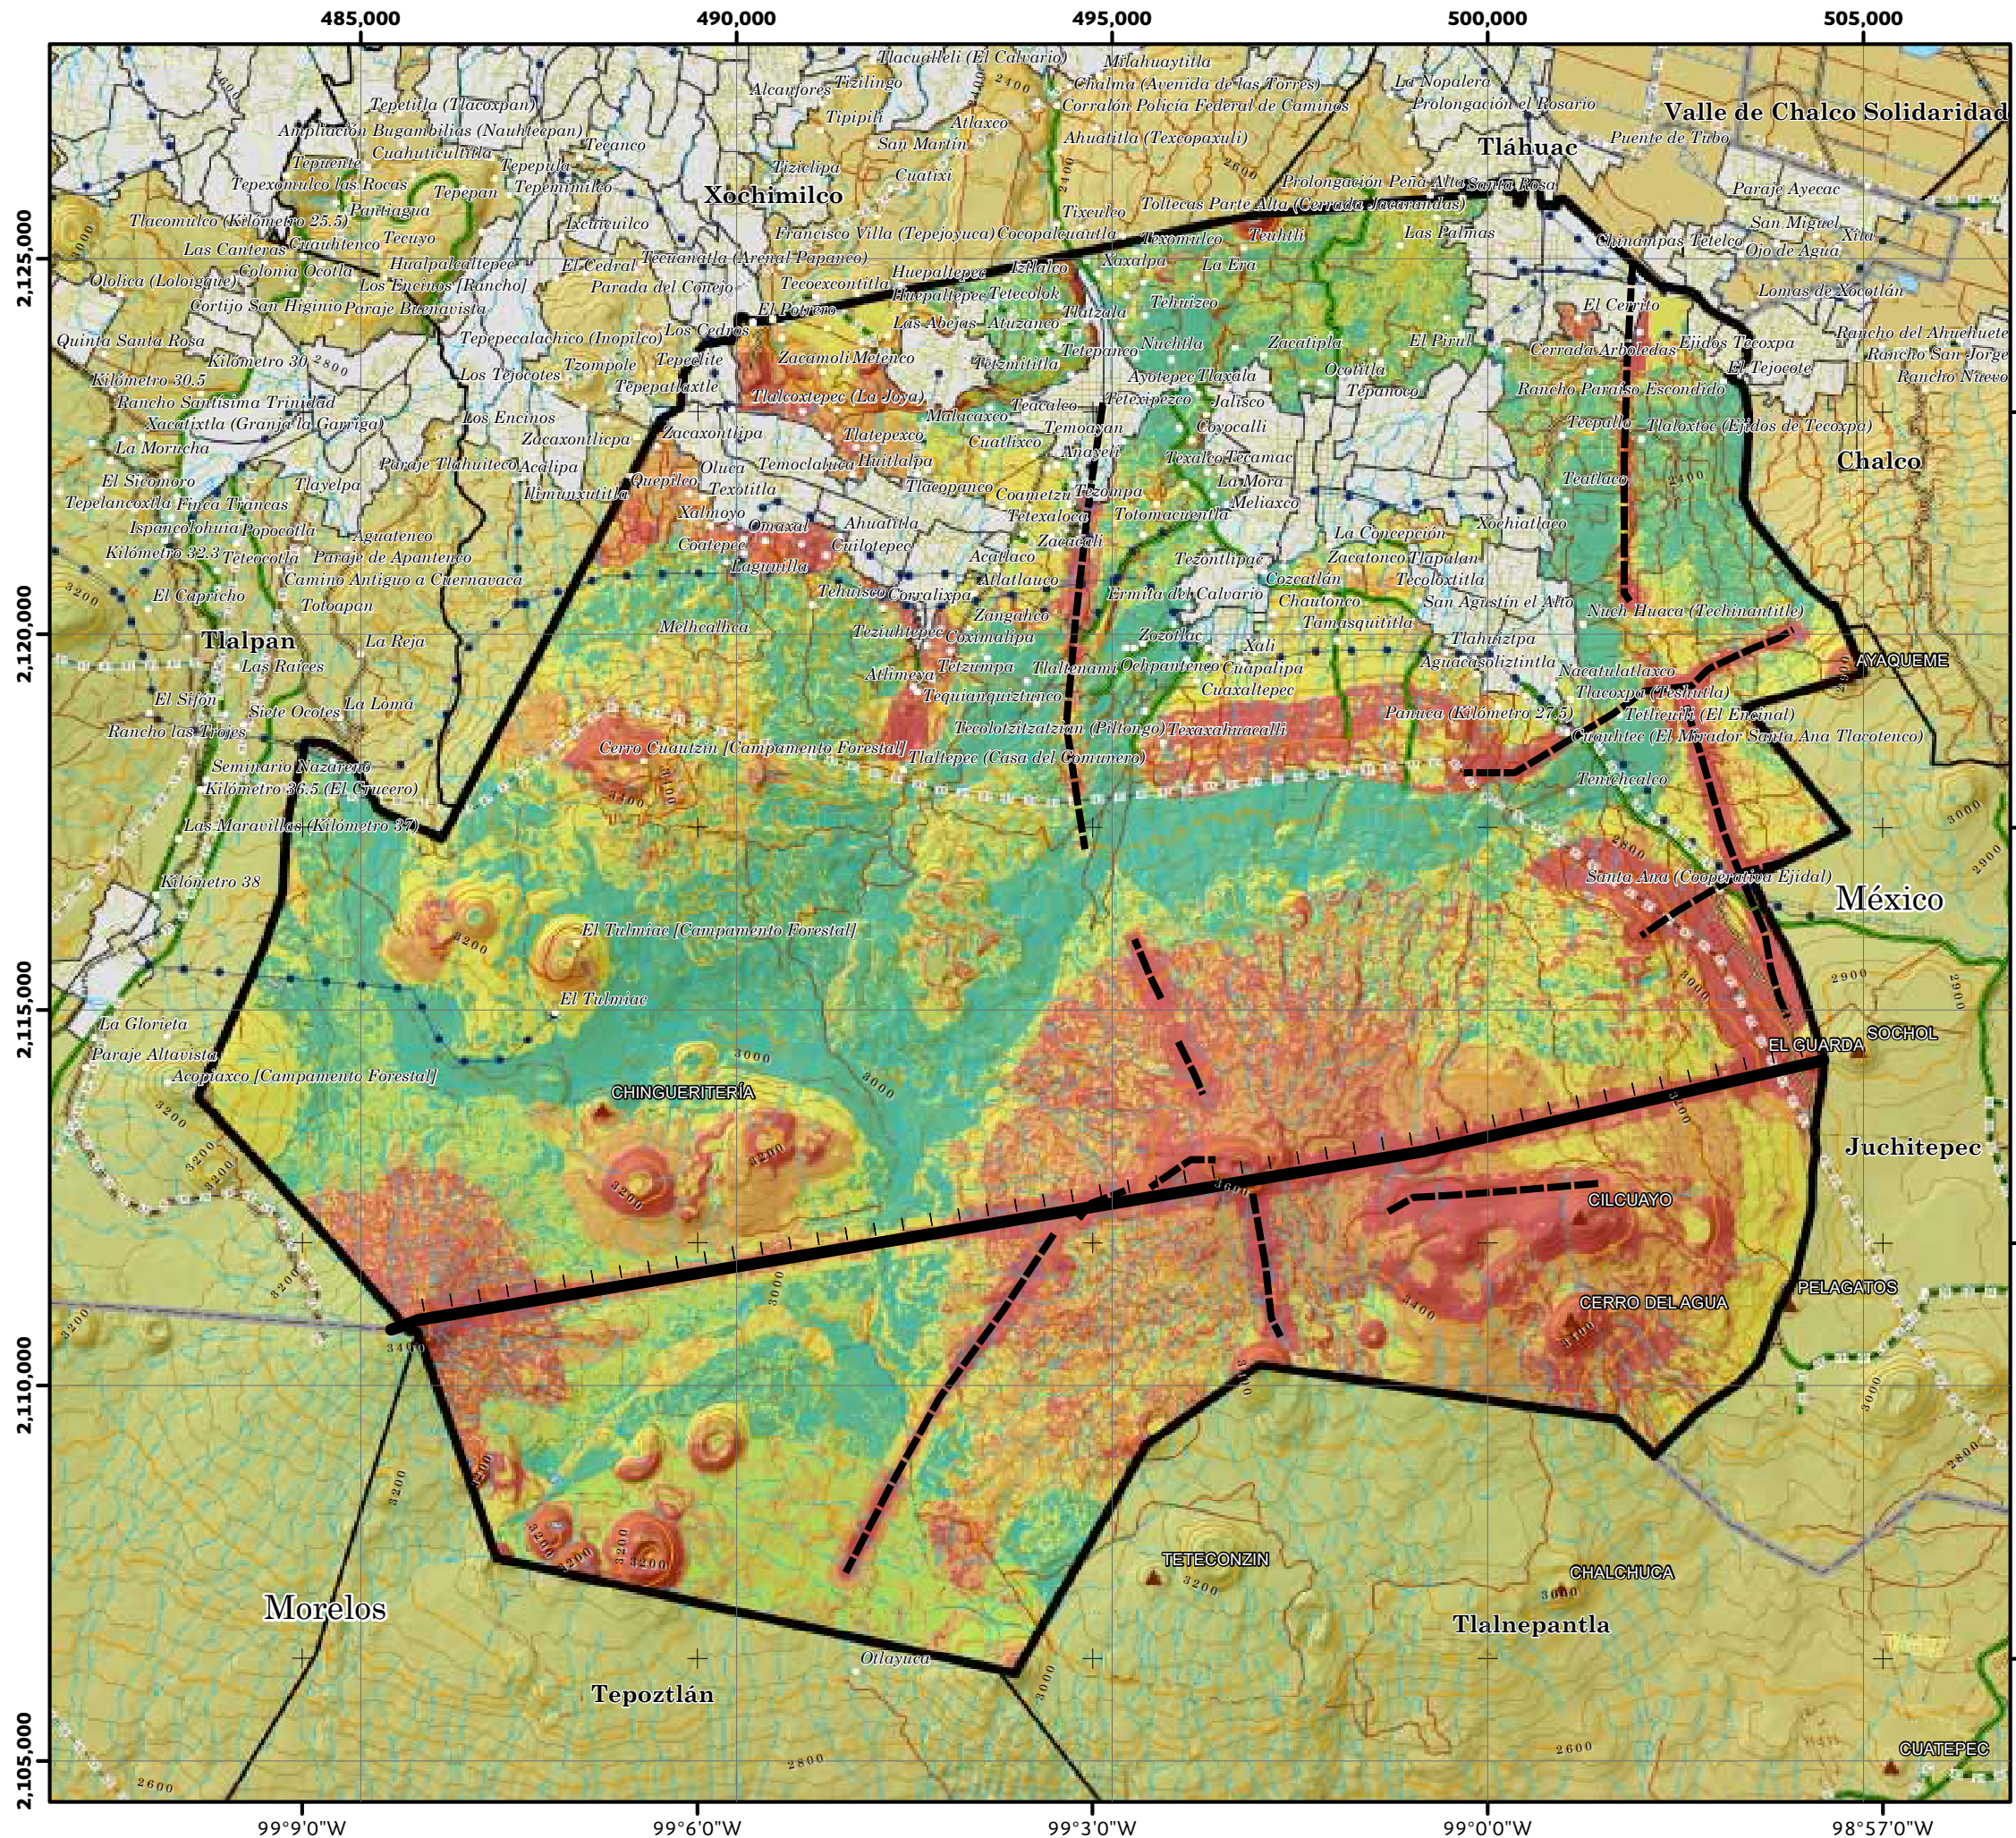 485,000 490,000 495,000 500,000 505,000
Tlacualleli (El Calvario)
Milahuaytitla
Alcanfores
Tizilingo
Chalma (Avenida de las Torres)
La Nopalera
Tepetitla (Tlacoxpan)
Corralón Policía Federal de Caminos
Prolongación el Rosario
Valle de Chalco Solidaridad
Tipipili
Atlaxco
Ampliación Bugambilias (Nauhtecpan)
Tecanco
San Martín
Ahuatitla (Texcopaxuli)
Puente de Tubo
Tláhuac
Cuahuticulitla
Tepuente
Tepepula
Tiziclipa
Cuatixi
Tepexomulco las Rocas
Tepepan
Tepemimilco
Xochimilco
Prolongación Peña Alta
Santa Rosa
Paraje Ayecac
Tlacomulco (Kilómetro 25.5)
Pantiagua
Ixcuicuilco
Tixculco
Toltecas Parte Alta (Cerrada Jacarandas)
San Miguel
Xila
Las Canteras
Cuauhtenco
Tecuyo
Francisco Villa (Tepejoyuca)
Cocopalcuautla
Texomulco
Teuhtli
Las Palmas
Chinampas Tetelco
Ojo de Agua
2,125,000
Colonia Ocotla
Hualpalcaltepec
El Cedral
Tecuanatla (Arenal Papanco)
Xaxalpa
La Era
Ololica (Loloigque)
Los Encinos [Rancho]
Parada del Conejo
Tecoexcontitla
Huepaltepec
Iztlalco
Lomas de Xocotlán
Cortijo San Higinio
Paraje Buenavista
El Potrero
Huepaltepec
Tetecolok
Tlatzala
Tehuizco
El Cerrito
Quinta Santa Rosa
Tepepecalachico (Inopilco)
Los Cedros
Las Abejas
Atuzanco
Nuchtla
Zacatipla
El Pirul
Rancho del Ahuehuete
Kilómetro 30
Tzompole
Tepeclite
Zacamoli
Metenco
Tetzmititla
Tetepanco
Cerrada Arboledas
Ejidos Tecoxpa
Rancho San Jorge
Kilómetro 30.5
Los Tejocotes
Tepepatlaxtle
Tlalcoxtepec (La Joya)
Ayotepec
Tlaxala
Ocotitla
El Tejocote
Rancho Nuevo
Rancho Santísima Trinidad
Los Encinos
Malacaxco
Teacalco
Tetexipezco
Jalisco
Tepanoco
Rancho Paraíso Escondido
Xacatixtla (Granja la Garriga)
Zacaxontlicpa
Zacaxontlipa
Tlatepexco
Cuatlixco
Temoayan
Coyocalli
Tecpallo
Tlaloxtoc (Ejidos de Tecoxpa)
La Morucha
Paraje Tlahuiteco
Acalipa
Oluca
Temoclaluca
Huitlalpa
Anayeli
Texalco
Tecamac
Chalco
El Sicomoro
Tlayelpa
Ilimunxutitla
Quepilco
Texotitla
Tlacopanco
Coametzu
Tezompa
La Mora
Teatlaco
Tepelancoxtla
Finca Trancas
Xalmoyo
Omaxal
Ahuatitla
Tetexaloca
Totomacuentla
Meliaxco
Xochiatlaco
Ispancolohuia
Popocotla
Aguatenco
Coatepec
Cuilotepec
Zacacali
La Concepción
Kilómetro 32.3
Teteocotla
Paraje de Apantenco
Lagunilla
Acatlaco
Tezontlipac
Zacatonco
Tlapalan
El Capricho
Camino Antiguo a Cuernavaca
Tehuisco
Corralixpa
Atlatlauco
Ermita del Calvario
Cozcatlán
Tecoloxtitla
Totoapan
Zangahco
Chautonco
San Agustín el Alto
Nuch Huaca (Techinantitle)
2,120,000
Tlalpan
La Reja
Melhcalhca
Teziuhtepec
Coximalipa
Zozotlac
Xali
Tamasquititla
Tlahuiztpa
Las Raíces
Atlimeya
Tetzumpa
Tlaltenami
Ochpantenco
Cuapalipa
Aguacasoliztintla
Nacatulatlaxco
AYAQUEME
El Sifón
Siete Ocotes
La Loma
Tequianquiztunco
Cuaxaltepec
Tlacoxpa (Teshutla)
Rancho las Trojes
Tecolotzitzatzian (Piltongo)
Texaxahuacalli
Panuca (Kilómetro 27.5)
Tetlicuili (El Encinal)
Cerro Cuautzin [Campamento Forestal]
Tlaltepec (Casa del Comunero)
Cuauhtec (El Mirador Santa Ana Tlacotenco)
Seminario Nazareno
Kilómetro 36.5 (El Crucero)
Tenichcalco
Las Maravillas (Kilómetro 37)
Kilómetro 38
Santa Ana (Cooperativa Ejidal)
México
El Tulmiac [Campamento Forestal]
2,115,000
El Tulmiac
La Glorieta
Paraje Altavista
EL GUARDA
SOCHOL
Acopiaxco [Campamento Forestal]
CHINGUERITERÍA
Juchitepec
CILCUAYO
CERRO DEL AGUA
PELAGATOS
2,110,000
TETECONZIN
CHALCHUCA
Morelos
Tlalnepantla
Otlayuca
Tepoztlán
2,105,000
CUATEPEC
99°9'0"W 99°6'0"W 99°3'0"W 99°0'0"W 98°57'0"W